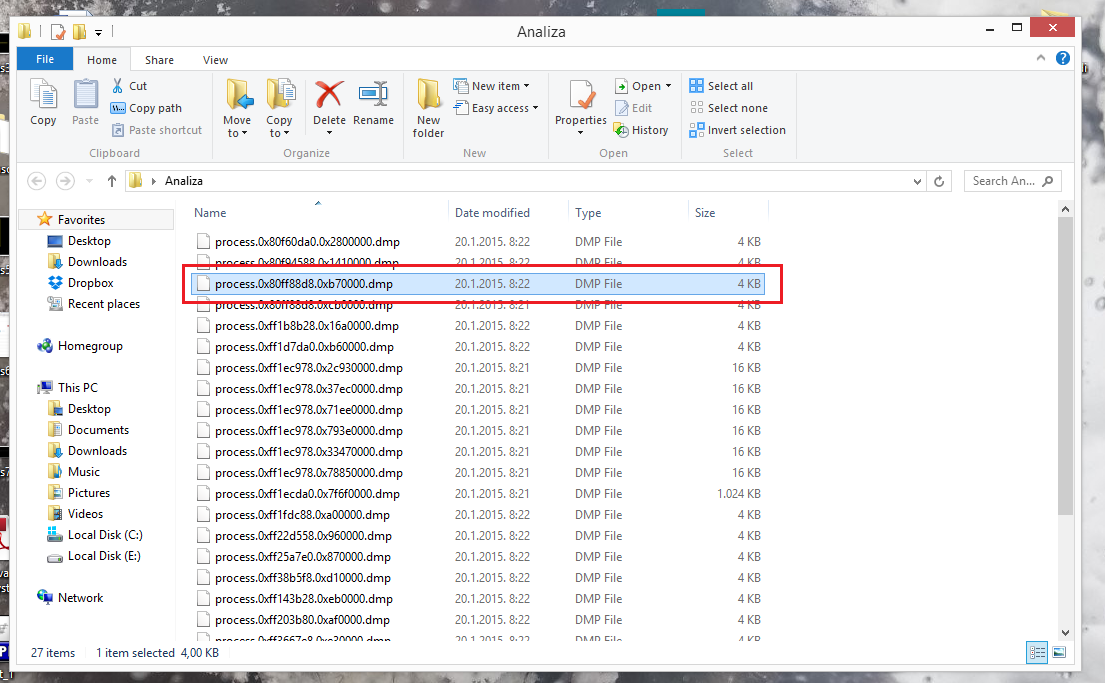 Analiza
File Home Share View
Copy
Paste
Cut
Copy path
Paste shortcut
Clipboard
Move to
Copy to
Delete
Rename
Organize
New folder
New item
Easy access
New
Properties
Open
Edit
History
Open
Select all
Select none
Invert selection
Select
Analiza
Search An...
Favorites
Desktop
Downloads
Dropbox
Recent places
Homegroup
This PC
Desktop
Documents
Downloads
Music
Pictures
Videos
Local Disk (C:)
Local Disk (E:)
Network
Name Date modified Type Size
process.0x80f60da0.0x2800000.dmp 20.1.2015. 8:22 DMP File 4 KB
process.0x80f94588.0x1410000.dmp 20.1.2015. 8:22 DMP File 4 KB
process.0x80ff88d8.0xb70000.dmp 20.1.2015. 8:22 DMP File 4 KB
process.0x80ff88d8.0xcb0000.dmp 20.1.2015. 8:22 DMP File 4 KB
process.0xff1b8b28.0x16a0000.dmp 20.1.2015. 8:22 DMP File 4 KB
process.0xff1d7da0.0xb60000.dmp 20.1.2015. 8:22 DMP File 4 KB
process.0xff1ec978.0x2c930000.dmp 20.1.2015. 8:21 DMP File 16 KB
process.0xff1ec978.0x37ec0000.dmp 20.1.2015. 8:21 DMP File 16 KB
process.0xff1ec978.0x71ee0000.dmp 20.1.2015. 8:21 DMP File 16 KB
process.0xff1ec978.0x793e0000.dmp 20.1.2015. 8:21 DMP File 16 KB
process.0xff1ec978.0x33470000.dmp 20.1.2015. 8:21 DMP File 16 KB
process.0xff1ec978.0x78850000.dmp 20.1.2015. 8:21 DMP File 16 KB
process.0xff1ecda0.0x7f6f0000.dmp 20.1.2015. 8:21 DMP File 1.024 KB
process.0xff1fdc88.0xa00000.dmp 20.1.2015. 8:22 DMP File 4 KB
process.0xff22d558.0x960000.dmp 20.1.2015. 8:22 DMP File 4 KB
process.0xff25a7e0.0x870000.dmp 20.1.2015. 8:22 DMP File 4 KB
process.0xff38b5f8.0xd10000.dmp 20.1.2015. 8:22 DMP File 4 KB
process.0xff143b28.0xeb0000.dmp 20.1.2015. 8:22 DMP File 4 KB
process.0xff203b80.0xaf0000.dmp 20.1.2015. 8:22 DMP File 4 KB
process.0xff3667e8.0xe30000.dmp 20.1.2015. 8:22 DMP File 4 KB
27 items 1 item selected 4,00 KB